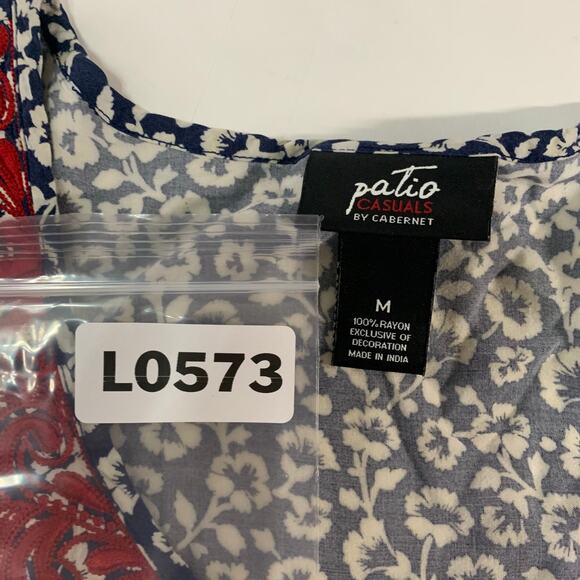 patio
CASUALS
BY CABERNET
M
100% RAYON
EXCLUSIVE OF
DECORATION
MADE IN INDIA
L0573